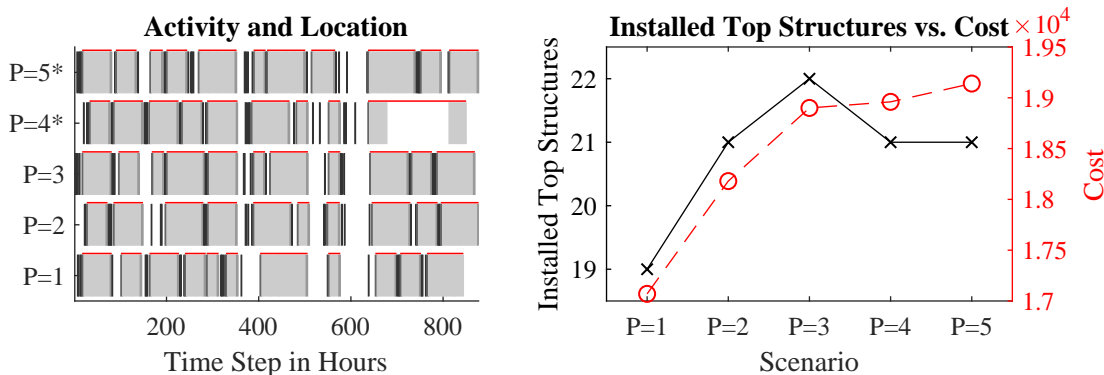 Activity and Location
P=5*
P=4*
P=3
P=2
P=1
200 400 600 800
Time Step in Hours
Installed Top Structures vs. Cost
×10⁴
Installed Top Structures
22
21
20
19
P=1 P=2 P=3 P=4 P=5
Scenario
1.95
1.9
1.85
1.8
1.75
1.7
Cost